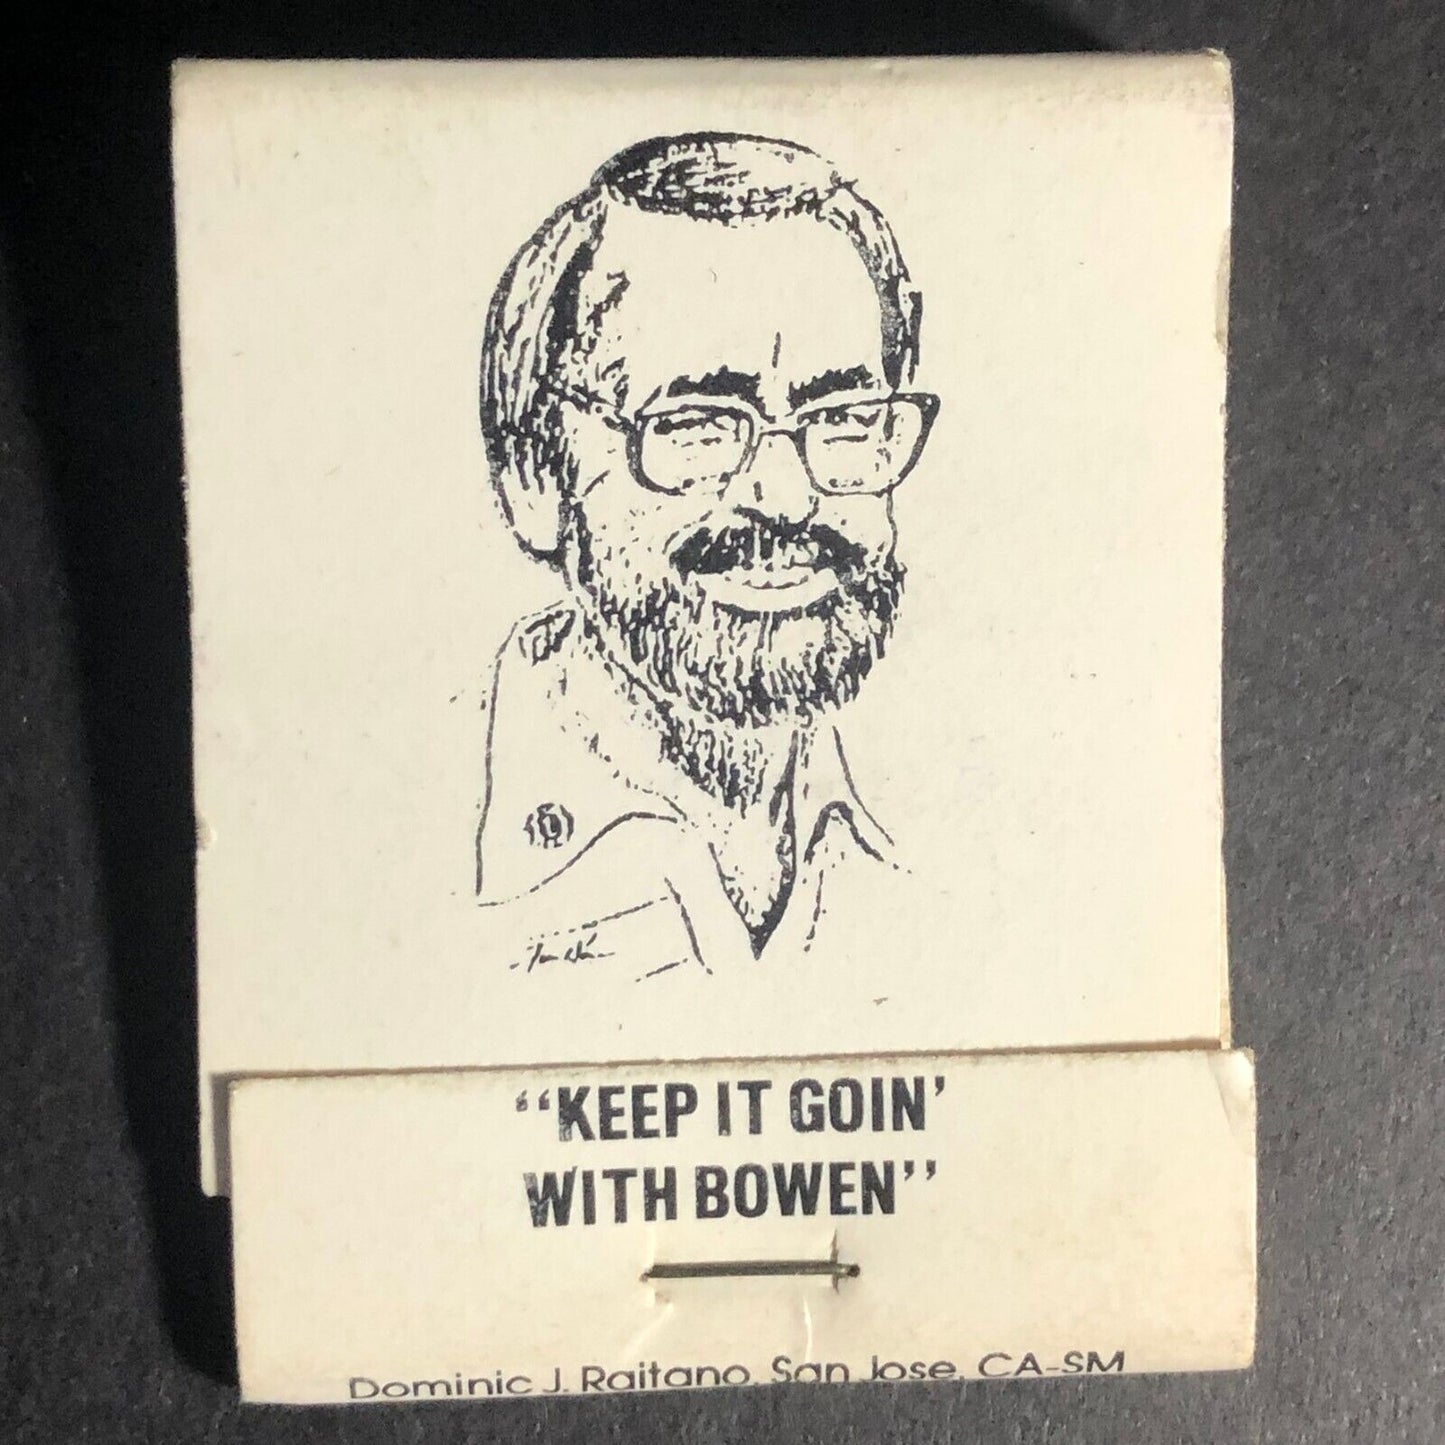 “KEEP IT GOIN’
WITH BOWEN”
Dominic J. Raitano, San Jose, CA-SM